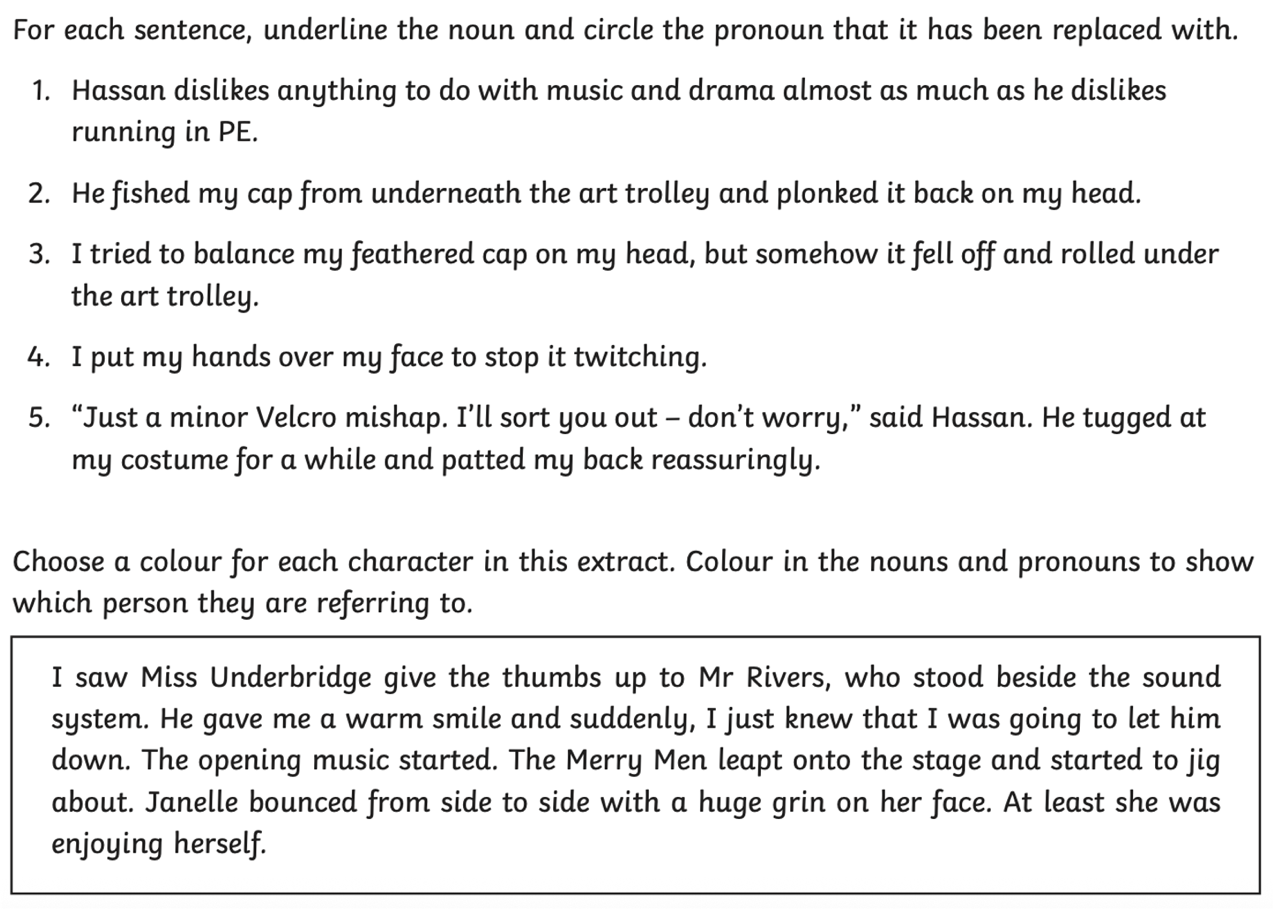 For each sentence, underline the noun and circle the pronoun that it has been replaced with.
1. Hassan dislikes anything to do with music and drama almost as much as he dislikes
running in PE.
2. He fished my cap from underneath the art trolley and plonked it back on my head.
3. I tried to balance my feathered cap on my head, but somehow it fell off and rolled under
the art trolley.
4. I put my hands over my face to stop it twitching.
5. “Just a minor Velcro mishap. I’ll sort you out – don’t worry,” said Hassan. He tugged at
my costume for a while and patted my back reassuringly.
Choose a colour for each character in this extract. Colour in the nouns and pronouns to show
which person they are referring to.
I saw Miss Underbridge give the thumbs up to Mr Rivers, who stood beside the sound
system. He gave me a warm smile and suddenly, I just knew that I was going to let him
down. The opening music started. The Merry Men leapt onto the stage and started to jig
about. Janelle bounced from side to side with a huge grin on her face. At least she was
enjoying herself.